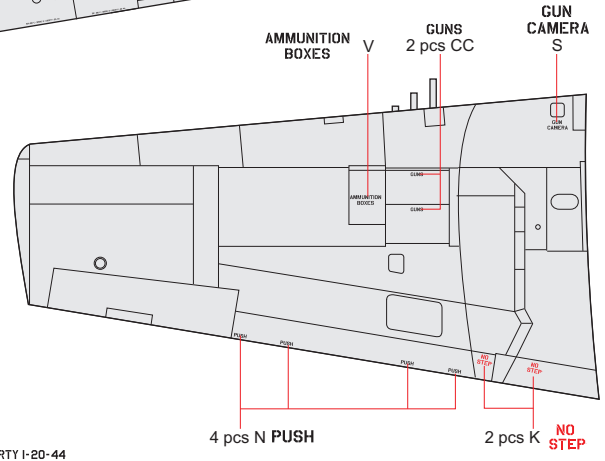 GUN
CAMERA
S
AMMUNITION
BOXES
V
GUNS
2 pcs CC
GUN
CAMERA
GUNS
AMMUNITION
BOXES
GUNS
PUSH
PUSH
PUSH
PUSH
NO
STEP
NO
STEP
4 pcs N PUSH
2 pcs K
NO
STEP
RTY 1-20-44